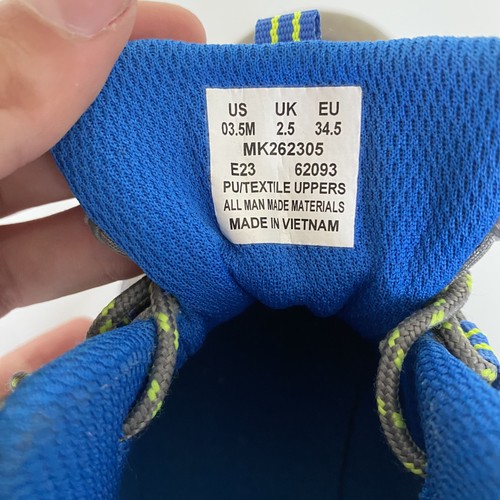 US UK EU
03.5M 2.5 34.5
MK262305
E23 62093
PU/TEXTILE UPPERS
ALL MAN MADE MATERIALS
MADE IN VIETNAM